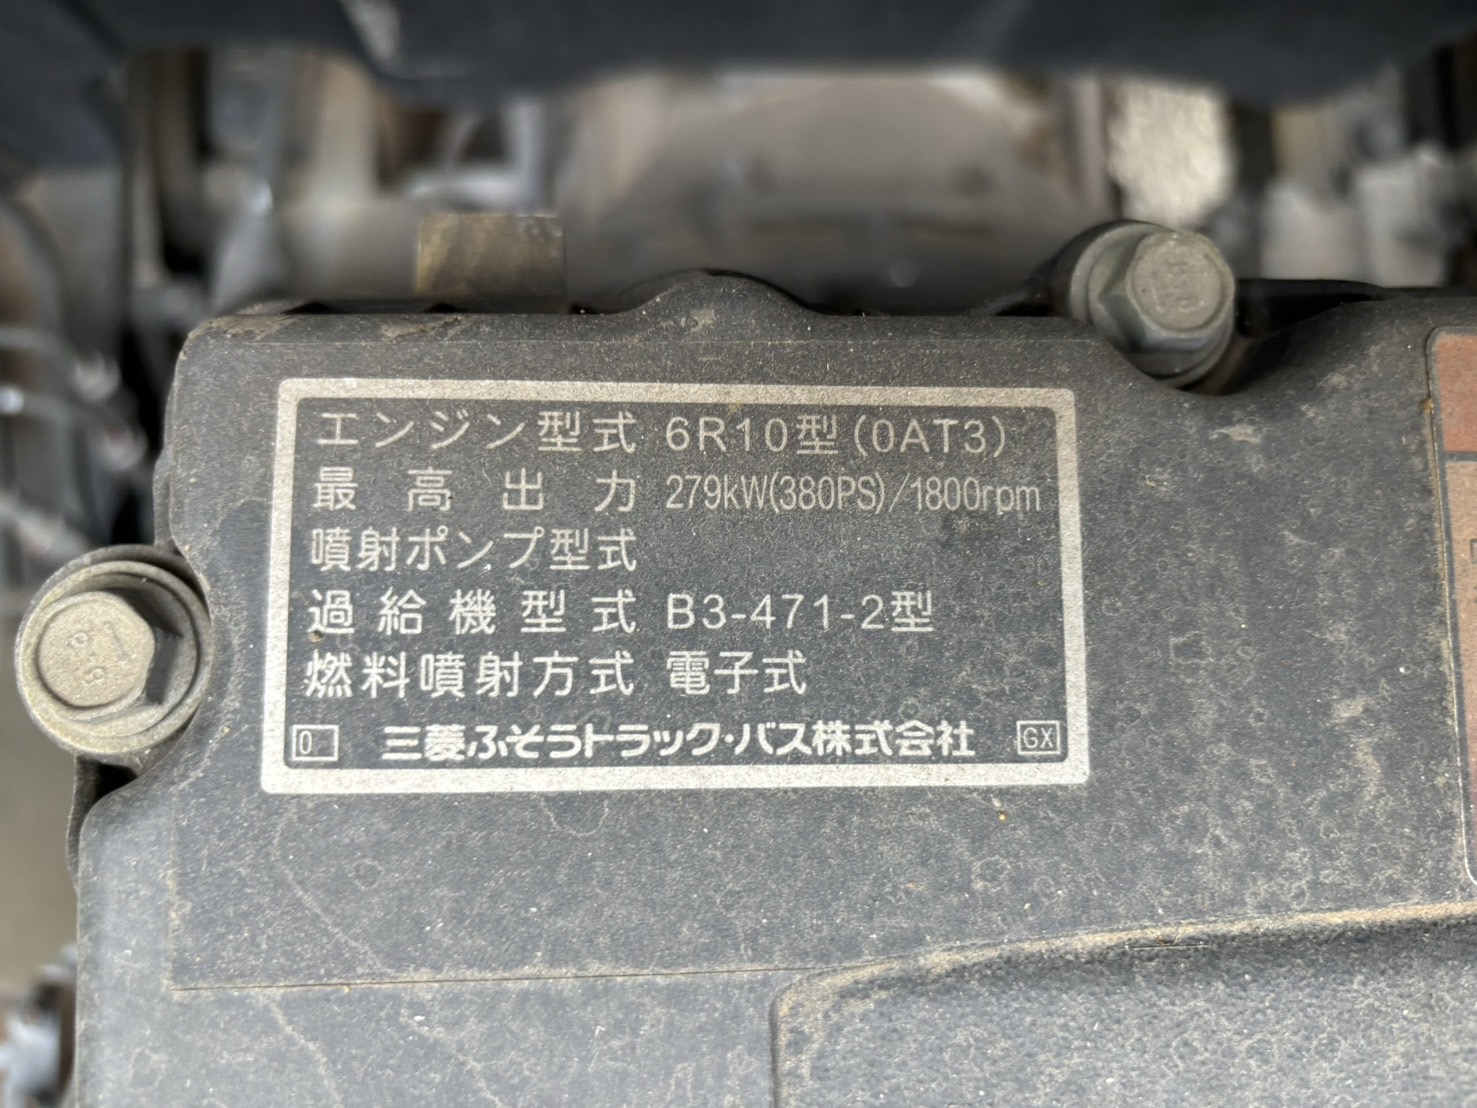 エンジン型式 6R10型(0AT3)
最高出力 279kW(380PS)/1800rpm
噴射ポンプ型式
過給機型式 B3-471-2型
燃料噴射方式 電子式
0 三菱ふそうトラック・バス株式会社 GX